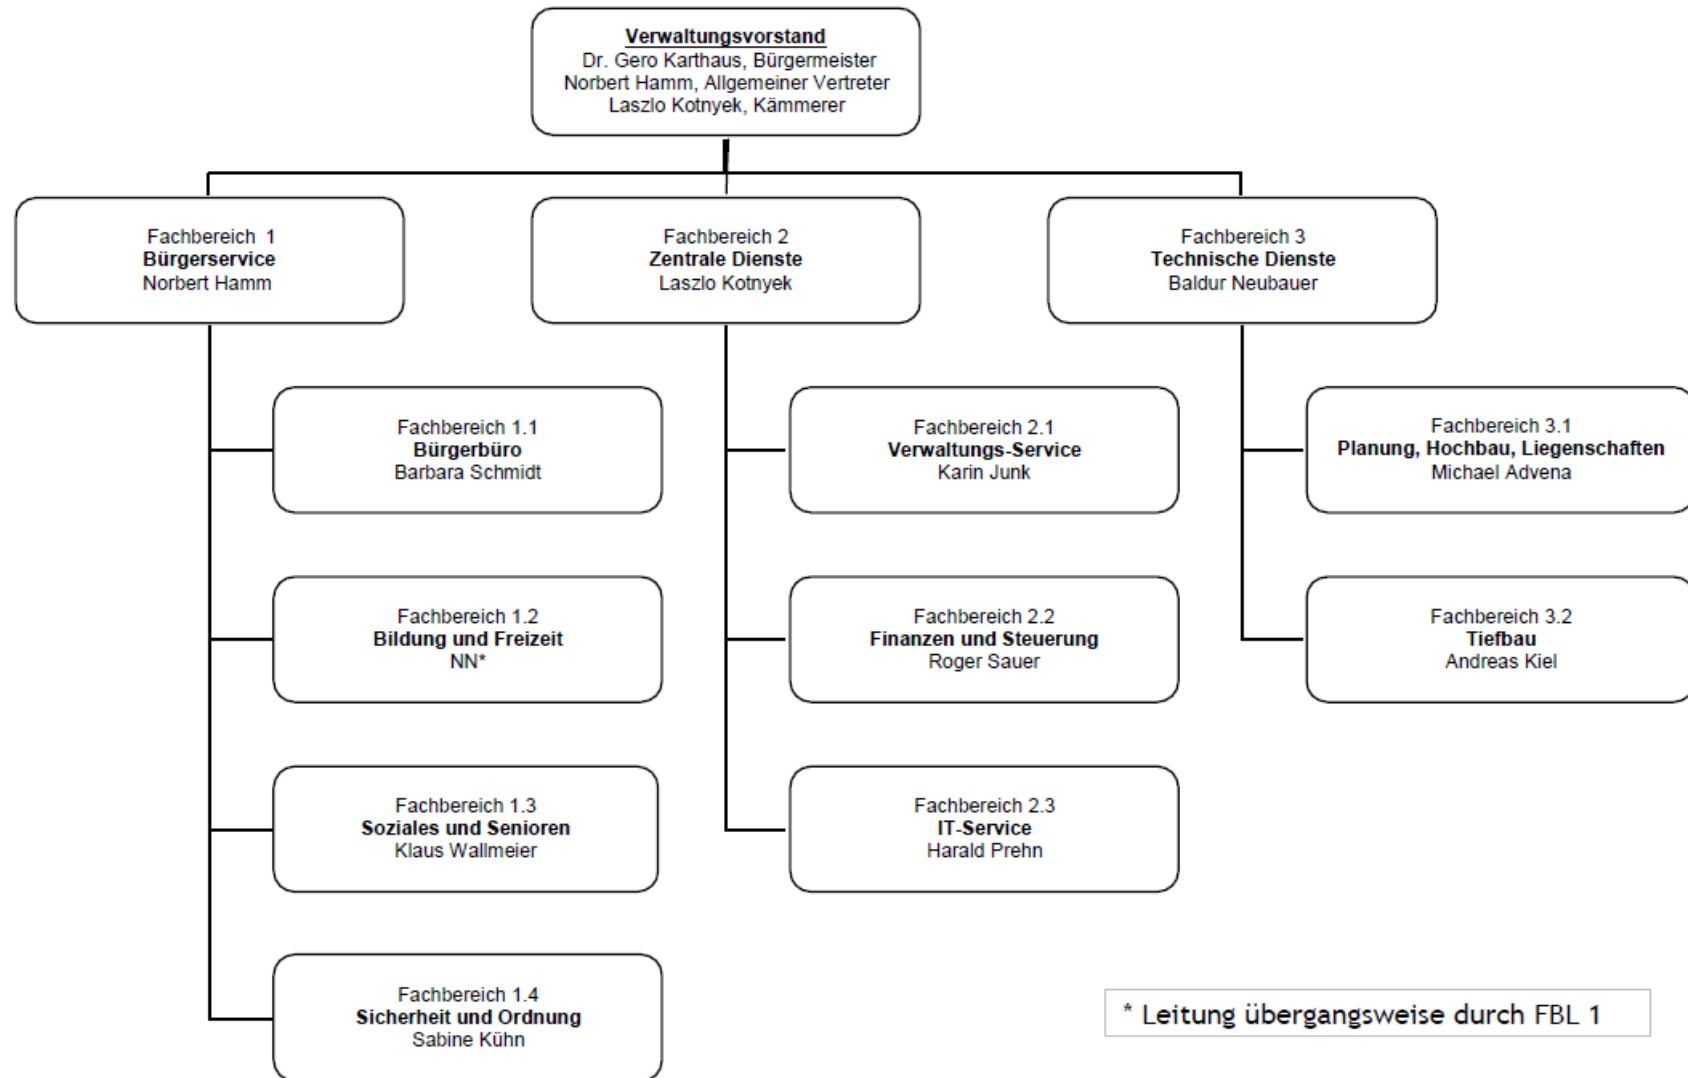 Verwaltungsvorstand
Dr. Gero Karthaus, Bürgermeister
Norbert Hamm, Allgemeiner Vertreter
Laszlo Kotnyek, Kämmerer
Fachbereich 1
Bürgerservice
Norbert Hamm
Fachbereich 2
Zentrale Dienste
Laszlo Kotnyek
Fachbereich 3
Technische Dienste
Baldur Neubauer
Fachbereich 1.1
Bürgerbüro
Barbara Schmidt
Fachbereich 2.1
Verwaltungs-Service
Karin Junk
Fachbereich 3.1
Planung, Hochbau, Liegenschaften
Michael Advena
Fachbereich 1.2
Bildung und Freizeit
NN*
Fachbereich 2.2
Finanzen und Steuerung
Roger Sauer
Fachbereich 3.2
Tiefbau
Andreas Kiel
Fachbereich 1.3
Soziales und Senioren
Klaus Wallmeier
Fachbereich 2.3
IT-Service
Harald Prehn
Fachbereich 1.4
Sicherheit und Ordnung
Sabine Kühn
* Leitung übergangsweise durch FBL 1